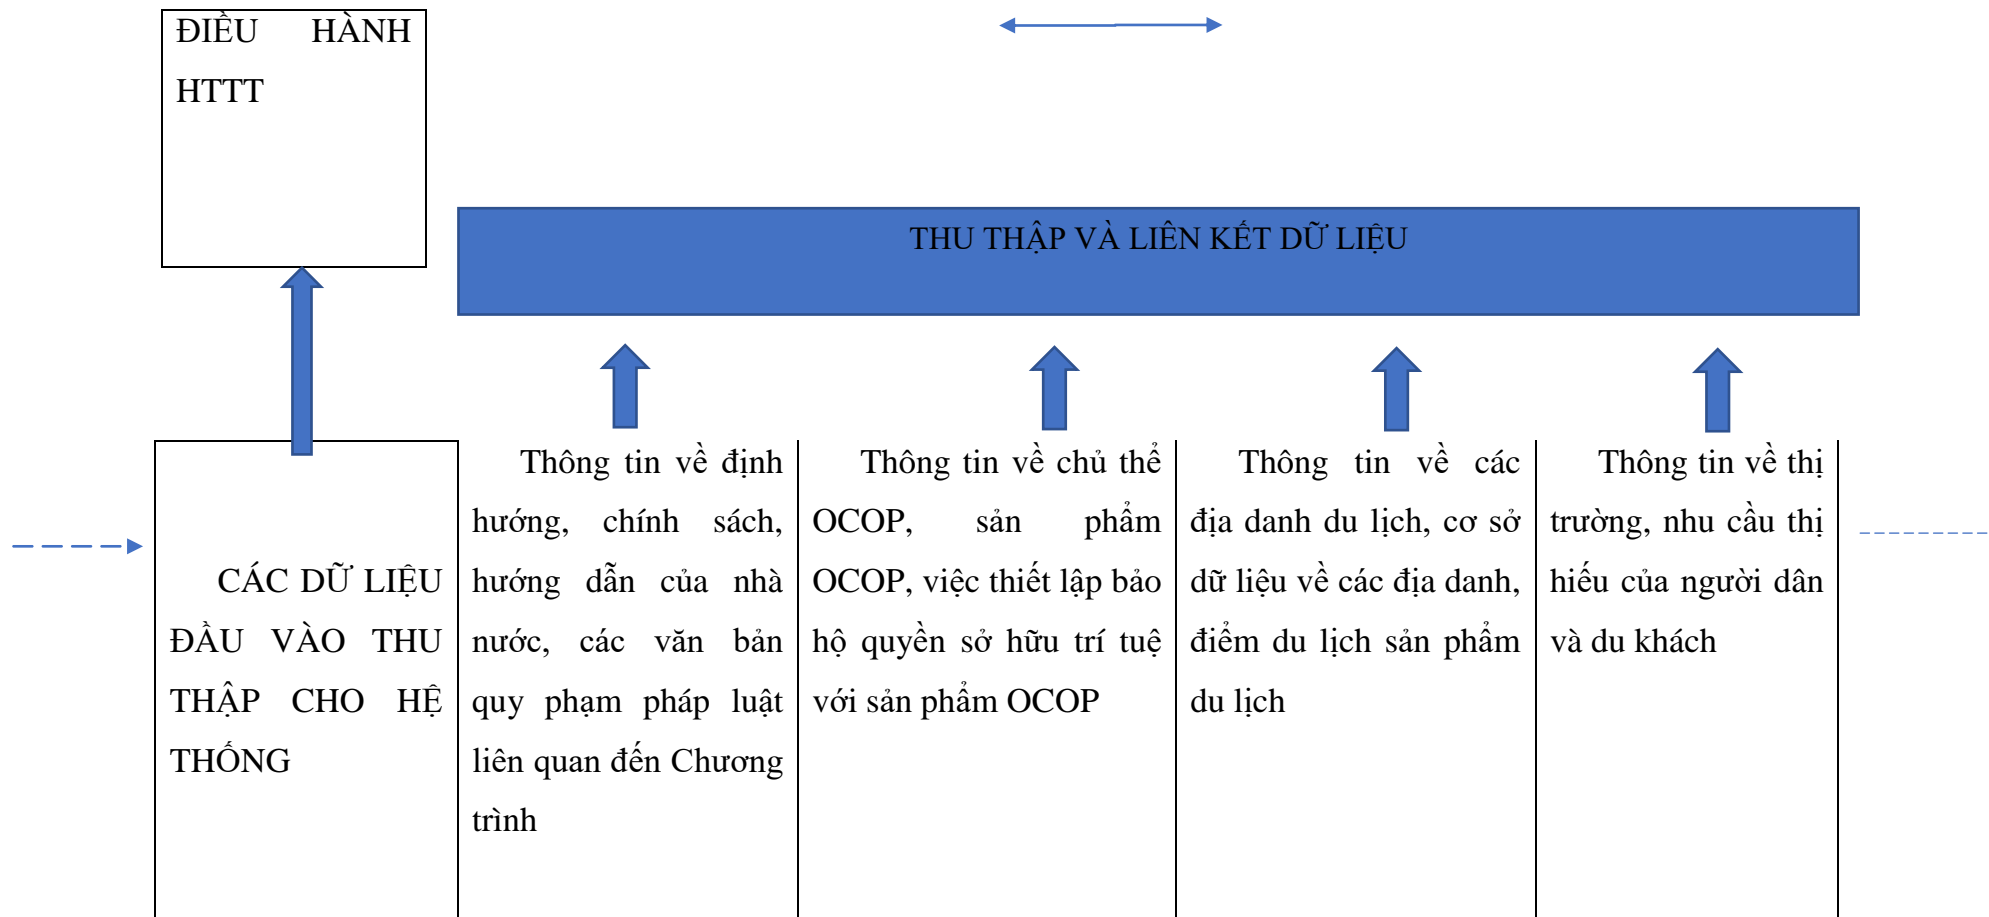 ĐIỀU HÀNH
HTTT
THU THẬP VÀ LIÊN KẾT DỮ LIỆU
CÁC DỮ LIỆU
ĐẦU VÀO THU
THẬP CHO HỆ
THỐNG
Thông tin về định
hướng, chính sách,
hướng dẫn của nhà
nước, các văn bản
quy phạm pháp luật
liên quan đến Chương
trình
Thông tin về chủ thể
OCOP, sản phẩm
OCOP, việc thiết lập bảo
hộ quyền sở hữu trí tuệ
với sản phẩm OCOP
Thông tin về các
địa danh du lịch, cơ sở
dữ liệu về các địa danh,
điểm du lịch sản phẩm
du lịch
Thông tin về thị
trường, nhu cầu thị
hiếu của người dân
và du khách